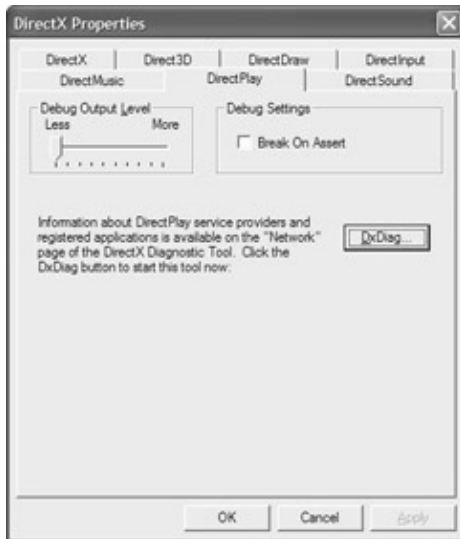 DirectX Properties
DirectX Direct3D DirectDraw DirectInput
DirectMusic DirectPlay DirectSound
Debug Output Level
Less More
Debug Settings
Break On Assert
Information about DirectPlay service providers and
registered applications is available on the "Network"
page of the DirectX Diagnostic Tool. Click the
DxDiag button to start this tool now:
DxDiag...
OK Cancel Apply